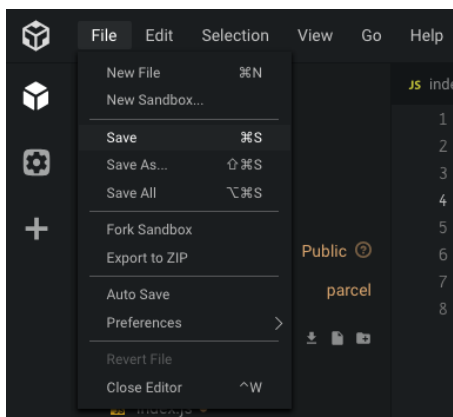 File Edit Selection View Go Help
New File ⌘N
New Sandbox...
Save ⌘S
Save As... ⇧⌘S
Save All ⌥⌘S
Fork Sandbox
Export to ZIP
Auto Save
Preferences
Revert File
Close Editor ^W
Public ?
parcel
index.js
JS inde
1
2
3
4
5
6
7
8